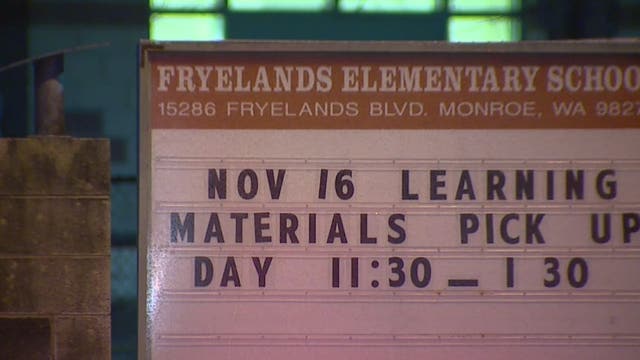 FRYELANDS ELEMENTARY SCHOO
15286 FRYELANDS BLVD. MONROE, WA 9827
NOV 16 LEARNING
MATERIALS PICK UP
DAY 11:30 – 1 30